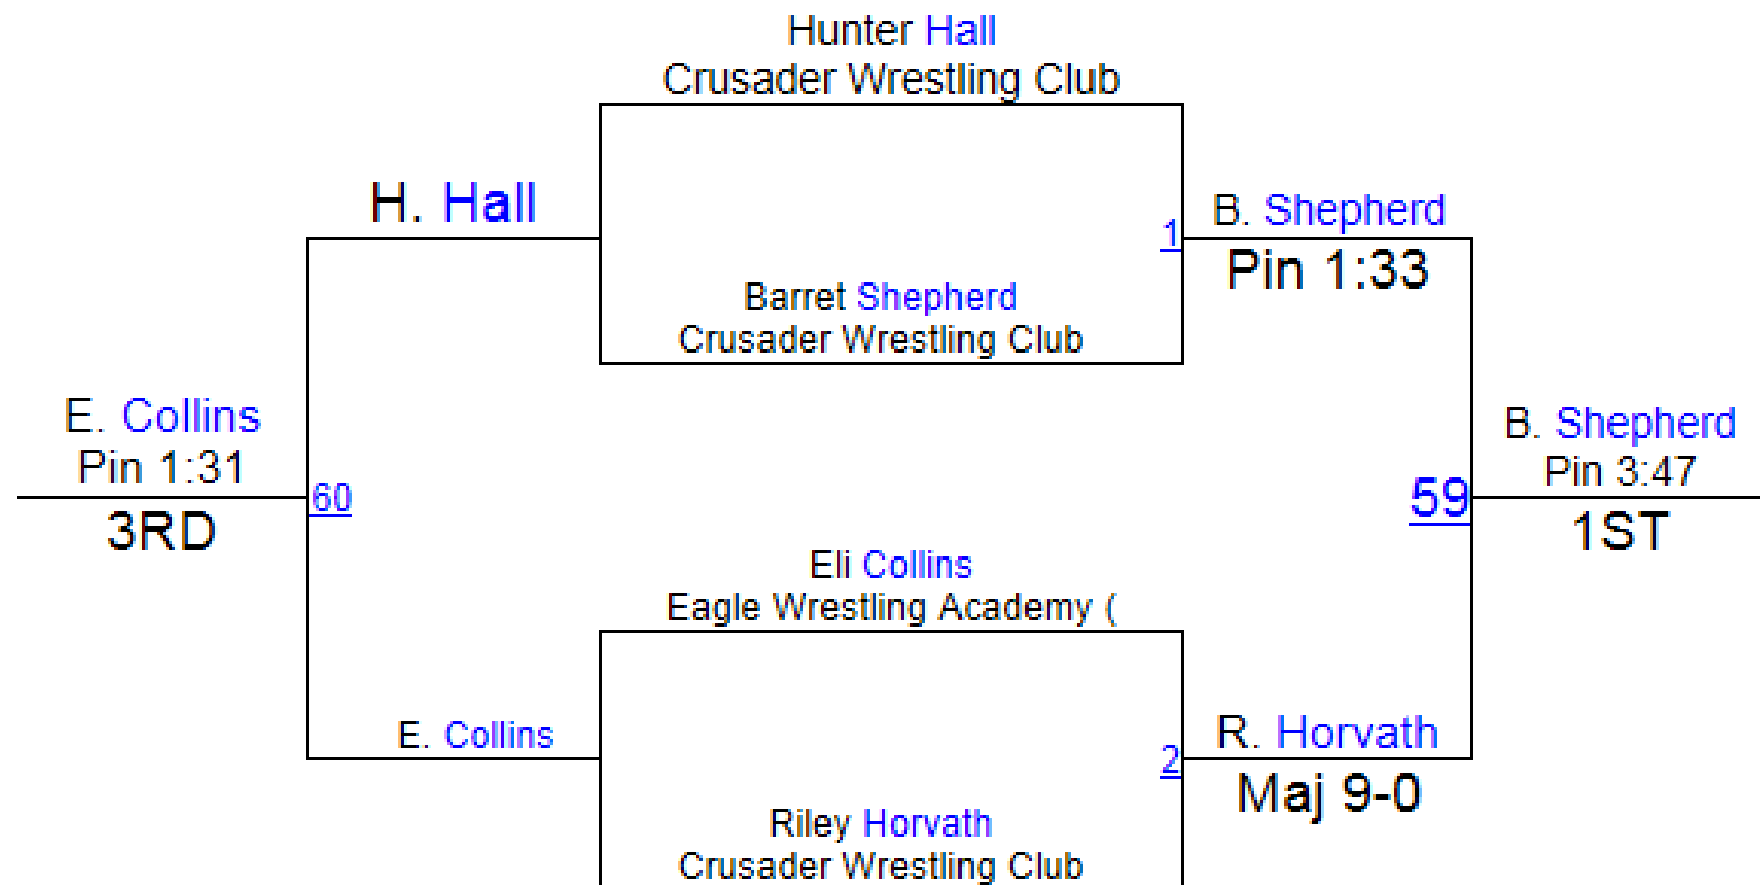 Hunter Hall
Crusader Wrestling Club
H. Hall
1
B. Shepherd
Pin 1:33
Barret Shepherd
Crusader Wrestling Club
E. Collins
Pin 1:31
60
3RD
B. Shepherd
Pin 3:47
59
1ST
Eli Collins
Eagle Wrestling Academy (
E. Collins
2
R. Horvath
Maj 9-0
Riley Horvath
Crusader Wrestling Club